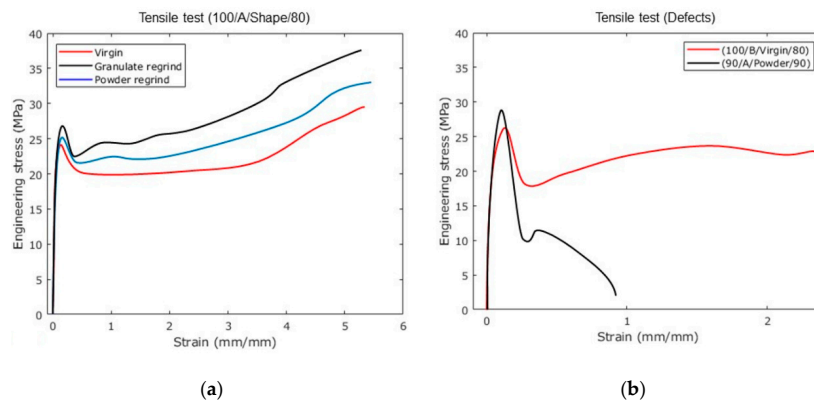 Tensile test (100/A/Shape/80)
Engineering stress (MPa)
40
35
30
25
20
15
10
5
0
Virgin
Granulate regrind
Powder regrind
0 1 2 3 4 5 6
Strain (mm/mm)
(a)
Tensile test (Defects)
Engineering stress (MPa)
40
35
30
25
20
15
10
5
0
(100/B/Virgin/80)
(90/A/Powder/90)
0 1 2
Strain (mm/mm)
(b)